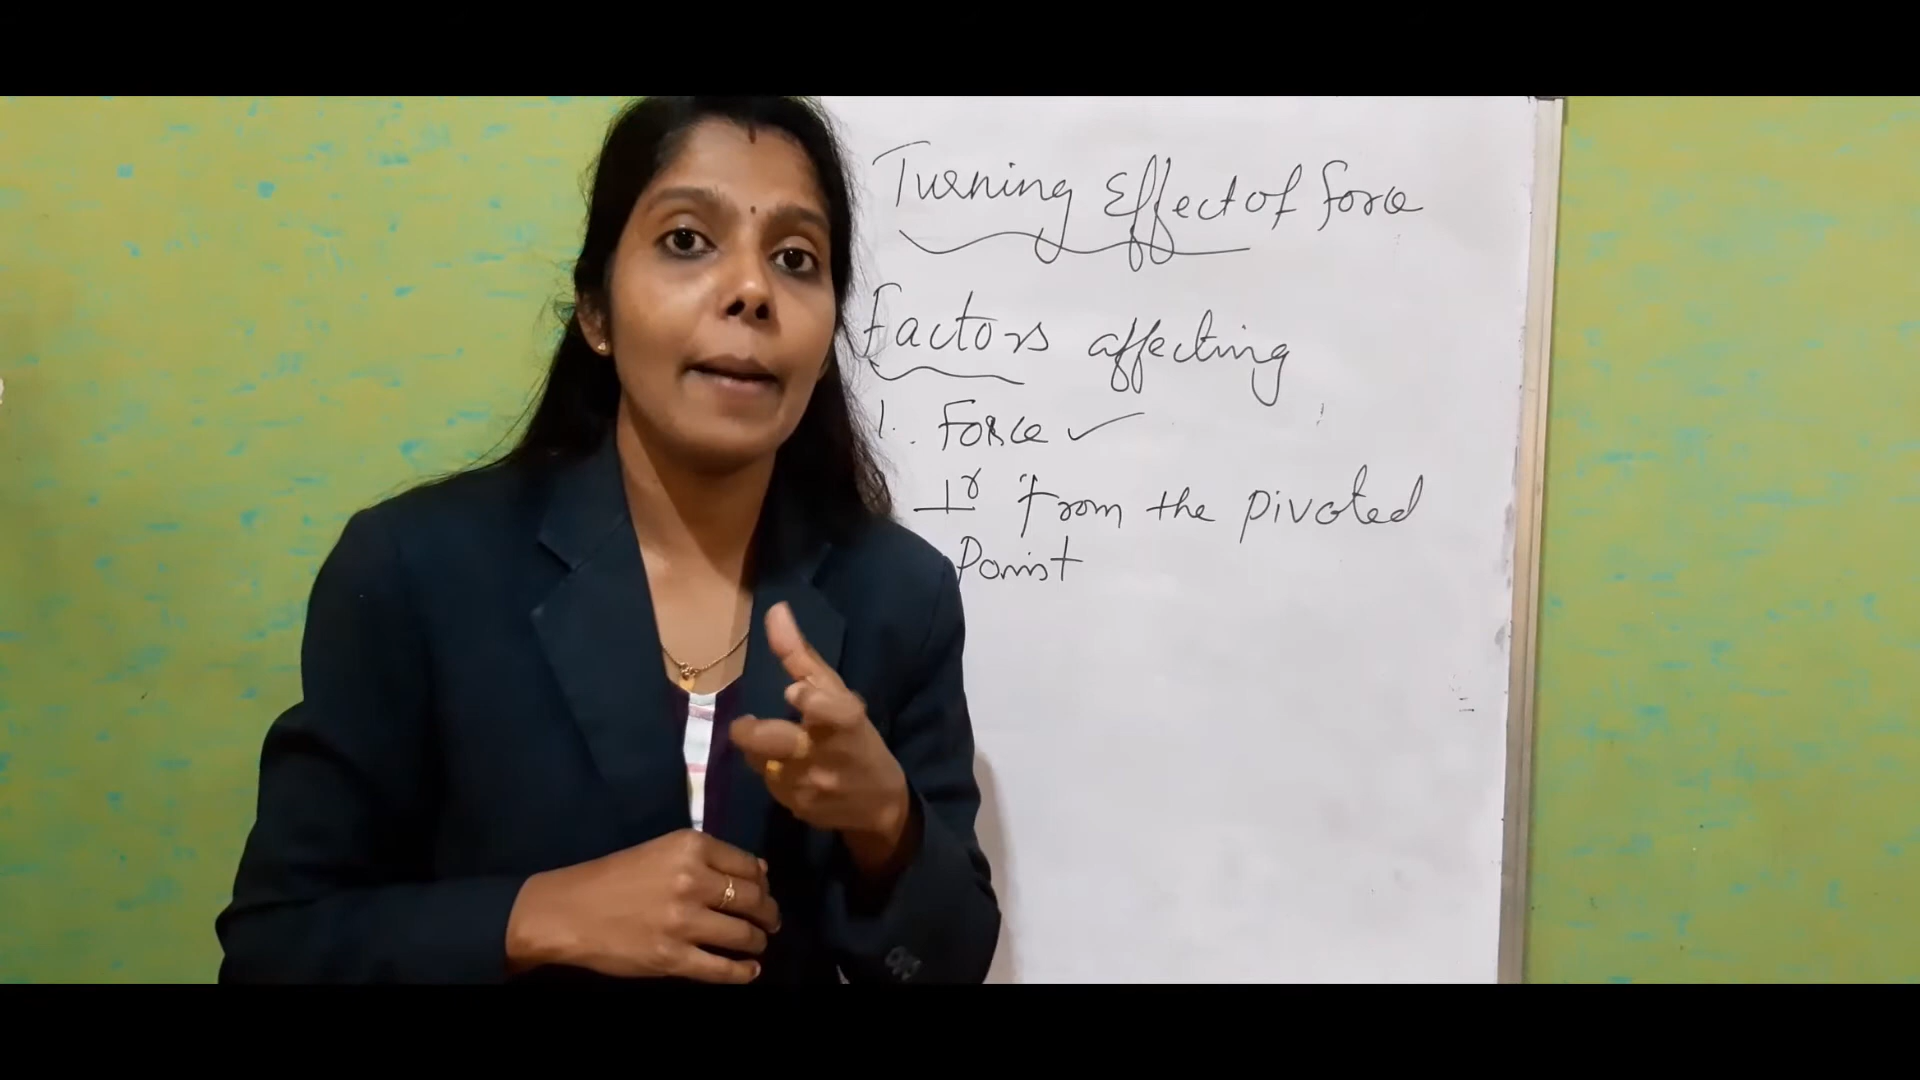 Turning Effect of force
Factors affecting
1. Force ✓
⊥r from the pivoted
Point